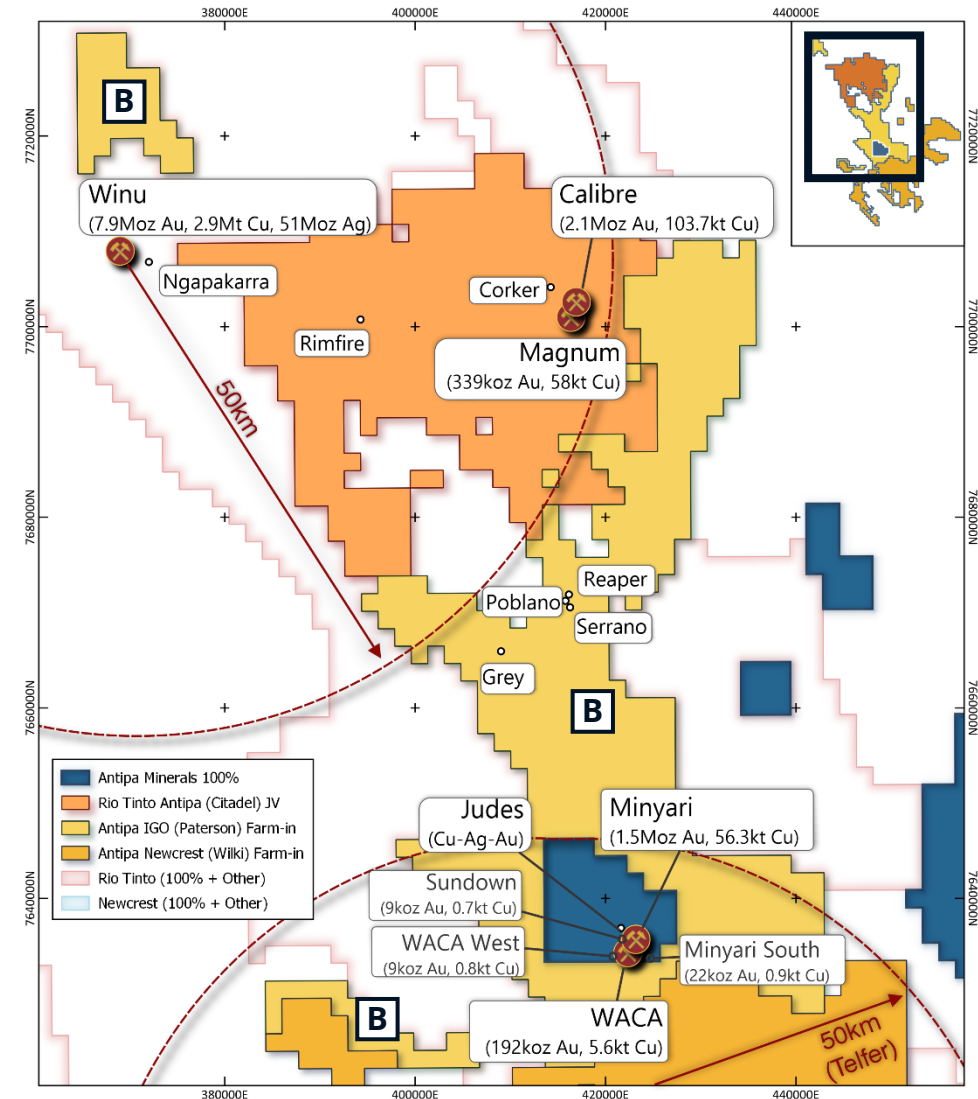 380000E
400000E
420000E
440000E
7720000N
7720000N
B
Winu
(7.9Moz Au, 2.9Mt Cu, 51Moz Ag)
Calibre
(2.1Moz Au, 103.7kt Cu)
Ngapakarra
Corker
Rimfire
7700000N
7700000N
Magnum
(339koz Au, 58kt Cu)
50km
7680000N
7680000N
Reaper
Poblano
Serrano
Grey
7660000N
7660000N
B
Antipa Minerals 100%
Rio Tinto Antipa (Citadel) JV
Antipa IGO (Paterson) Farm-in
Antipa Newcrest (Wilki) Farm-in
Rio Tinto (100% + Other)
Newcrest (100% + Other)
Judes
(Cu-Ag-Au)
Minyari
(1.5Moz Au, 56.3kt Cu)
Sundown
(9koz Au, 0.7kt Cu)
7640000N
7640000N
WACA West
(9koz Au, 0.8kt Cu)
Minyari South
(22koz Au, 0.9kt Cu)
B
WACA
(192koz Au, 5.6kt Cu)
50km
(Telfer)
380000E
400000E
420000E
440000E